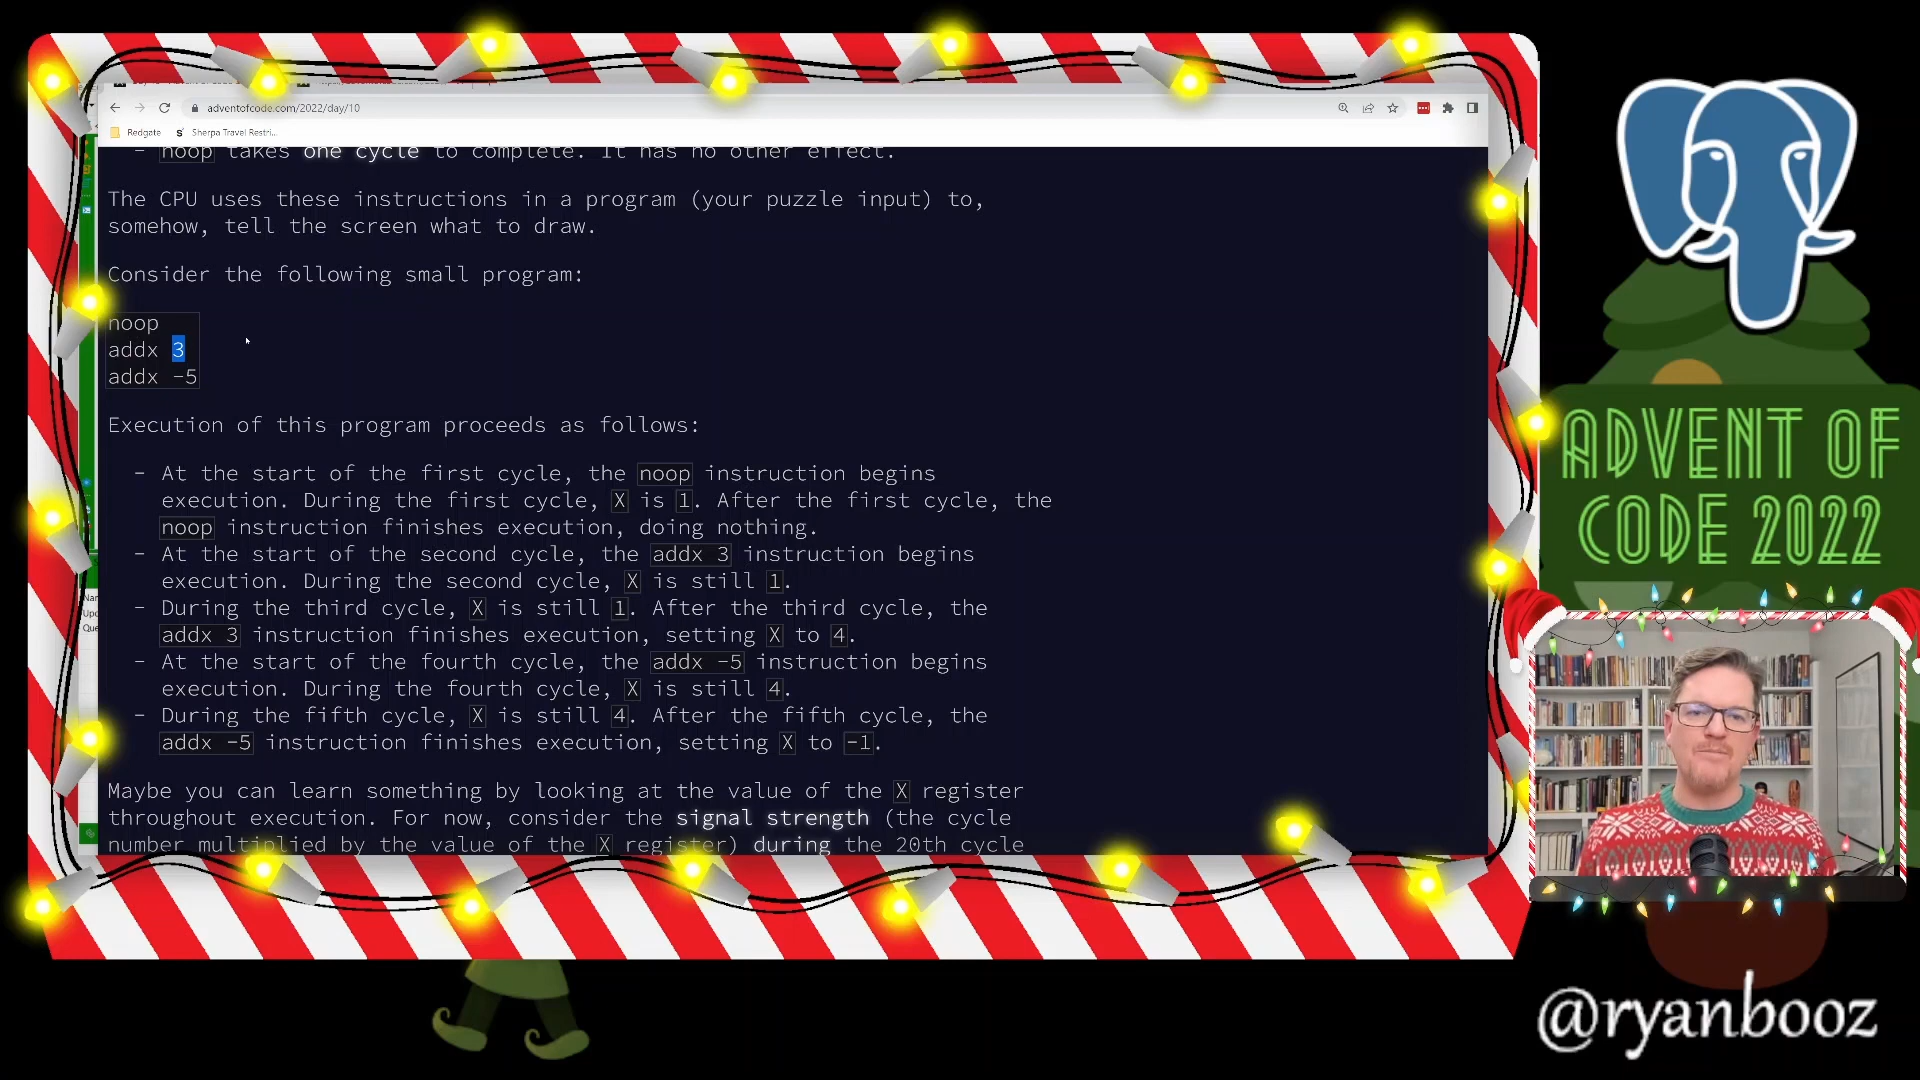 adventofcode.com/2022/day/10
Redgate
Sherpa Travel Restri...
- noop takes one cycle to complete. It has no other effect.
The CPU uses these instructions in a program (your puzzle input) to,
somehow, tell the screen what to draw.
Consider the following small program:
noop
addx 3
addx -5
Execution of this program proceeds as follows:
- At the start of the first cycle, the noop instruction begins
execution. During the first cycle, X is 1. After the first cycle, the
noop instruction finishes execution, doing nothing.
- At the start of the second cycle, the addx 3 instruction begins
execution. During the second cycle, X is still 1.
- During the third cycle, X is still 1. After the third cycle, the
addx 3 instruction finishes execution, setting X to 4.
- At the start of the fourth cycle, the addx -5 instruction begins
execution. During the fourth cycle, X is still 4.
- During the fifth cycle, X is still 4. After the fifth cycle, the
addx -5 instruction finishes execution, setting X to -1.
Maybe you can learn something by looking at the value of the X register
throughout execution. For now, consider the signal strength (the cycle
number multiplied by the value of the X register) during the 20th cycle
ADVENT OF
CODE 2022
@ryanbooz